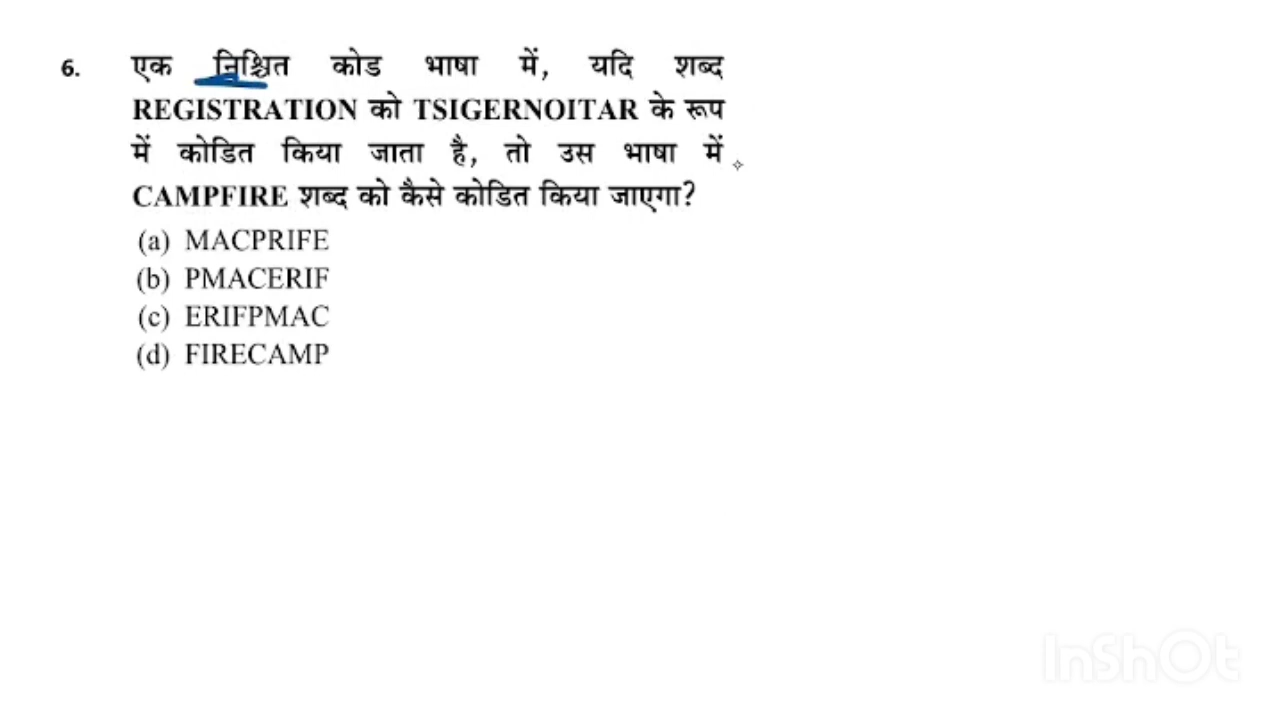 6. एक निश्चित कोड भाषा में, यदि शब्द
REGISTRATION को TSIGERNOITAR के रूप
में कोडित किया जाता है, तो उस भाषा में
CAMPFIRE शब्द को कैसे कोडित किया जाएगा?
(a) MACPRIFE
(b) PMACERIF
(c) ERIFPMAC
(d) FIRECAMP
InShOt